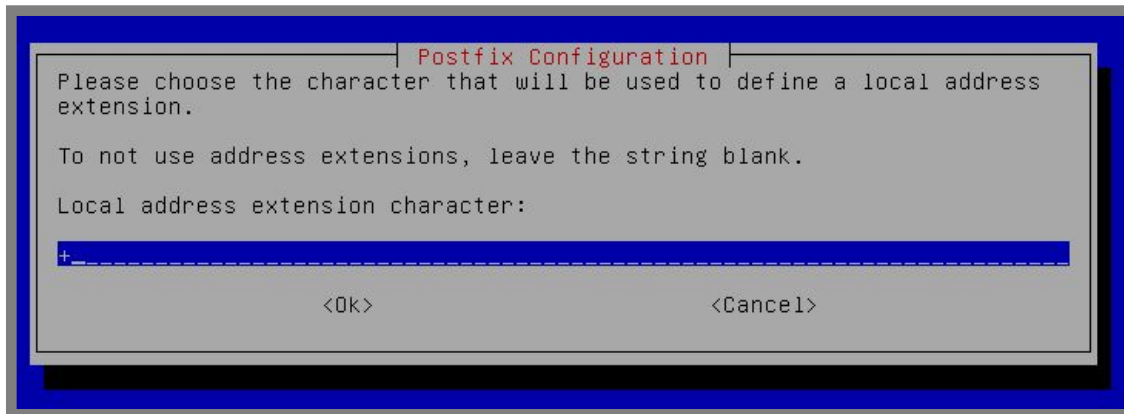 Postfix Configuration
Please choose the character that will be used to define a local address
extension.
To not use address extensions, leave the string blank.
Local address extension character:
+
<Ok> <Cancel>